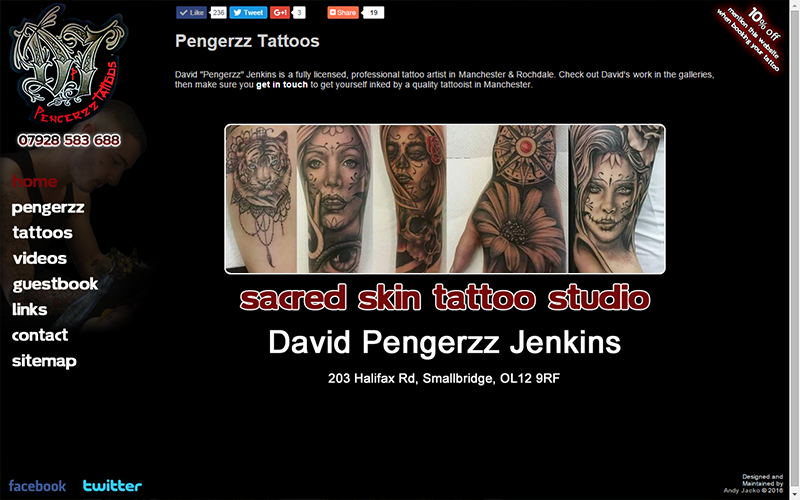 Like 236 Tweet G+1 3 Share 19
10% off
mention this website
when booking your tattoo
DJ
Pengerzz Tattoos.
07928 583 688
Pengerzz Tattoos
David "Pengerzz" Jenkins is a fully licensed, professional tattoo artist in Manchester & Rochdale. Check out David's work in the galleries,
then make sure you get in touch to get yourself inked by a quality tattooist in Manchester.
home
pengerzz
tattoos
videos
guestbook
links
contact
sitemap
sacred skin tattoo studio
David Pengerzz Jenkins
203 Halifax Rd, Smallbridge, OL12 9RF
facebook twitter
Designed and
Maintained by
Andy Jacko © 2016